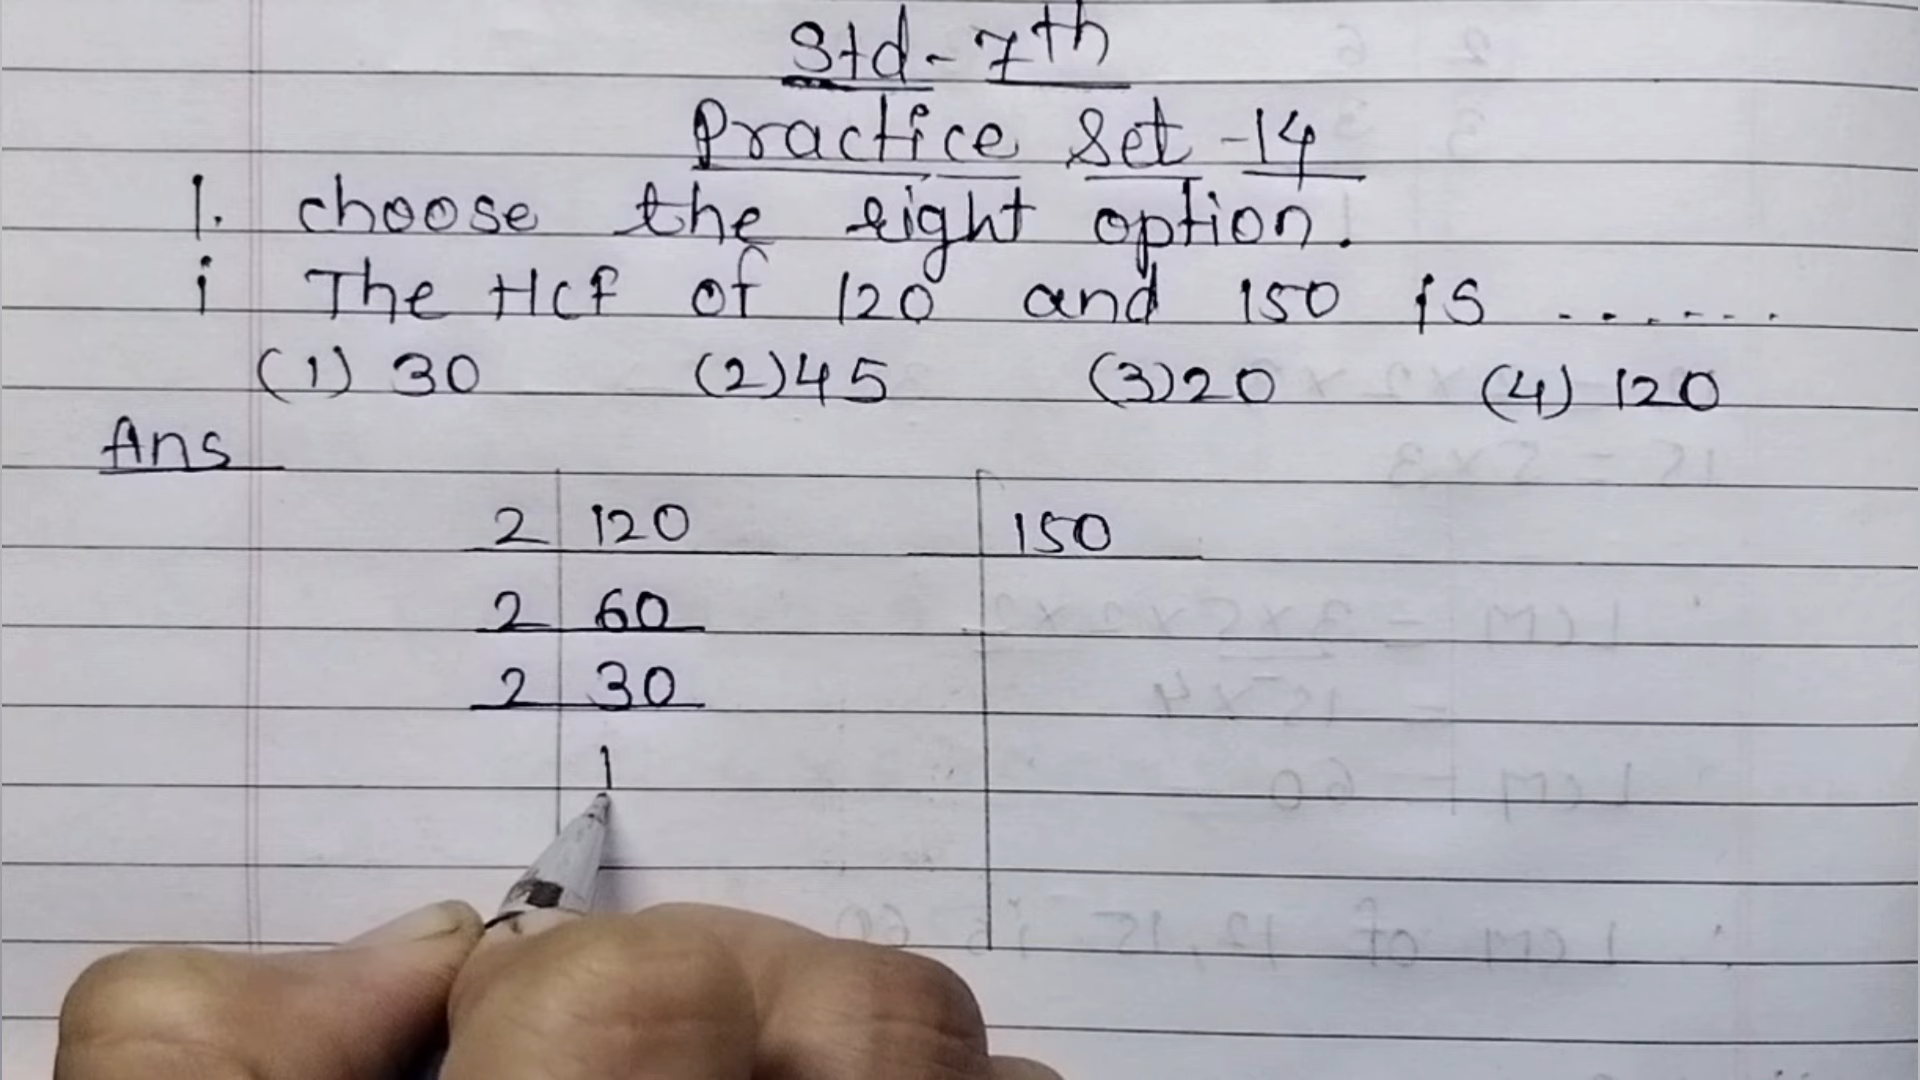 Std-7th
Practice Set-14
1. choose the right option.
i The HCF of 120 and 150 is ......
(1) 30 (2) 45 (3) 20 (4) 120
Ans
2 120 150
2 60
2 30
1